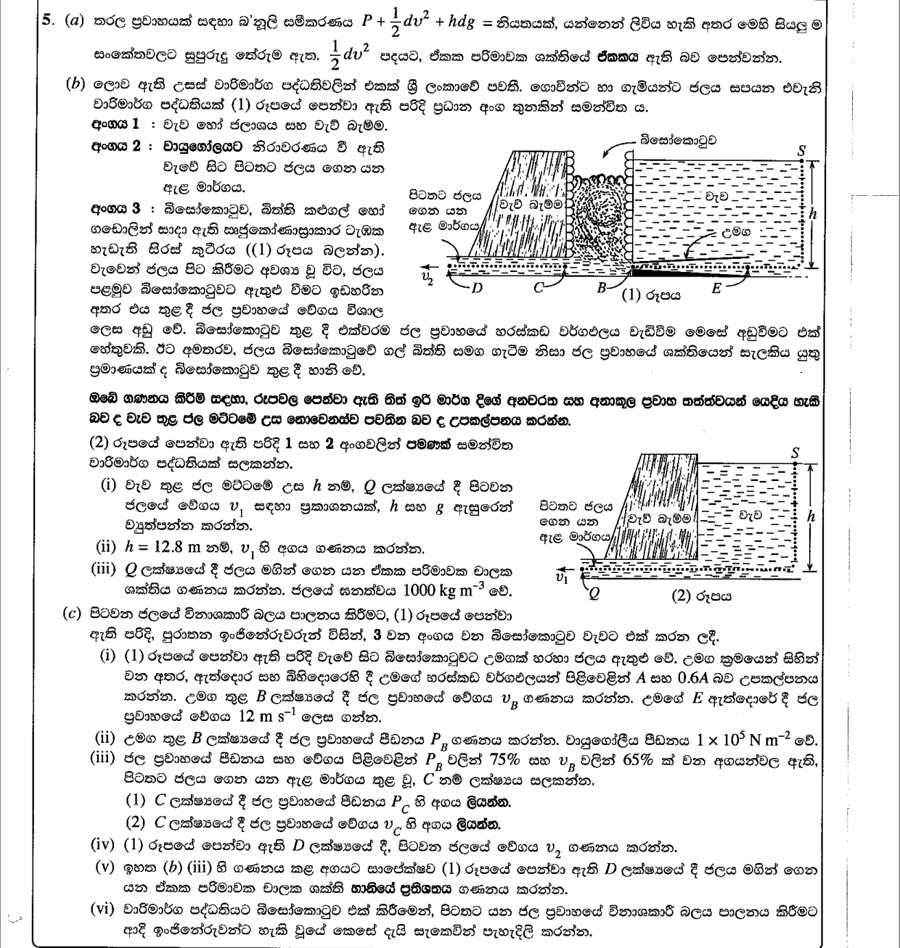 5. (a) තරල ප්‍රවාහයක් සඳහා බ'නූලි සමීකරණය P + 1/2 dv² + hdg = නියතයක්, යන්නෙන් ලිවිය හැකි අතර මෙහි සියලු ම
සංකේතවලට සුපුරුදු තේරුම ඇත. 1/2 dv² පදයට, ඒකක පරිමාවක ශක්තියේ ඒකකය ඇති බව පෙන්වන්න.
(b) ලොව ඇති උසස් වාරිමාර්ග පද්ධතිවලින් එකක් ශ්‍රී ලංකාවේ පවතී. ගොවීන්ට හා ගැමියන්ට ජලය සපයන එවැනි
වාරිමාර්ග පද්ධතියක් (1) රූපයේ පෙන්වා ඇති පරිදි ප්‍රධාන අංග තුනකින් සමන්විත ය.
අංගය 1 : වැව හෝ ජලාශය සහ වැව් බැම්ම.
අංගය 2 : වායුගෝලයට නිරාවරණය වී ඇති
වැවේ සිට පිටතට ජලය ගෙන යන
ඇළ මාර්ගය.
අංගය 3 : බිසෝකොටුව, බිත්ති කළුගල් හෝ
ගඩොලින් සාදා ඇති සෘජුකෝණාස්‍රාකාර ටැඹක
හැඩැති සිරස් කුටීරය ((1) රූපය බලන්න).
වැවෙන් ජලය පිට කිරීමට අවශ්‍ය වූ විට, ජලය
පළමුව බිසෝකොටුවට ඇතුළු වීමට ඉඩහරින
අතර එය තුළ දී ජල ප්‍රවාහයේ වේගය විශාල
ලෙස අඩු වේ. බිසෝකොටුව තුළ දී එක්වරම ජල ප්‍රවාහයේ හරස්කඩ වර්ගඵලය වැඩිවීම මෙසේ අඩුවීමට එක්
හේතුවකි. ඊට අමතරව, ජලය බිසෝකොටුවේ ගල් බිත්ති සමග ගැටීම නිසා ජල ප්‍රවාහයේ ශක්තියෙන් සැලකිය යුතු
ප්‍රමාණයක් ද බිසෝකොටුව තුළ දී හානි වේ.
බිසෝකොටුව
S
පිටතට ජලය
ගෙන යන
ඇළ මාර්ගය
වැව් බැම්ම
වැව
h
උමග
v₂
D C B E
(1) රූපය
ඔබේ ගණනය කිරීම් සඳහා, රූපවල පෙන්වා ඇති තිත් ඉරි මාර්ග දිගේ අනවරත සහ අනාකූල ප්‍රවාහ තත්ත්වයන් යෙදිය හැකි
බව ද වැව තුළ ජල මට්ටමේ උස නොවෙනස්ව පවතින බව ද උපකල්පනය කරන්න.
(2) රූපයේ පෙන්වා ඇති පරිදි 1 සහ 2 අංගවලින් පමණක් සමන්විත
වාරිමාර්ග පද්ධතියක් සලකන්න.
(i) වැව තුළ ජල මට්ටමේ උස h නම්, Q ලක්ෂ්‍යයේ දී පිටවන
ජලයේ වේගය v₁ සඳහා ප්‍රකාශනයක්, h සහ g ඇසුරෙන්
ව්‍යුත්පන්න කරන්න.
(ii) h = 12.8 m නම්, v₁ හි අගය ගණනය කරන්න.
(iii) Q ලක්ෂ්‍යයේ දී ජලය මගින් ගෙන යන ඒකක පරිමාවක චාලක
ශක්තිය ගණනය කරන්න. ජලයේ ඝනත්වය 1000 kg m⁻³ වේ.
S
පිටතට ජලය
ගෙන යන
ඇළ මාර්ගය
වැව් බැම්ම
වැව
h
v₁
Q
(2) රූපය
(c) පිටවන ජලයේ විනාශකාරී බලය පාලනය කිරීමට, (1) රූපයේ පෙන්වා
ඇති පරිදි, පුරාතන ඉංජිනේරුවරුන් විසින්, 3 වන අංගය වන බිසෝකොටුව වැවට එක් කරන ලදී.
(i) (1) රූපයේ පෙන්වා ඇති පරිදි වැවේ සිට බිසෝකොටුවට උමගක් හරහා ජලය ඇතුළු වේ. උමග ක්‍රමයෙන් සිහින්
වන අතර, ඇත්දොර සහ බිහිදොරෙහි දී උමගේ හරස්කඩ වර්ගඵලයන් පිළිවෙළින් A සහ 0.6A බව උපකල්පනය
කරන්න. උමග තුළ B ලක්ෂ්‍යයේ දී ජල ප්‍රවාහයේ වේගය v_B ගණනය කරන්න. උමගේ E ඇත්දොරේ දී ජල
ප්‍රවාහයේ වේගය 12 m s⁻¹ ලෙස ගන්න.
(ii) උමග තුළ B ලක්ෂ්‍යයේ දී ජල ප්‍රවාහයේ පීඩනය P_B ගණනය කරන්න. වායුගෝලීය පීඩනය 1 × 10⁵ N m⁻² වේ.
(iii) ජල ප්‍රවාහයේ පීඩනය සහ වේගය පිළිවෙළින් P_B වලින් 75% සහ v_B වලින් 65% ක් වන අගයන්වල ඇති,
පිටතට ජලය ගෙන යන ඇළ මාර්ගය තුළ වූ, C නම් ලක්ෂ්‍යය සලකන්න.
(1) C ලක්ෂ්‍යයේ දී ජල ප්‍රවාහයේ පීඩනය P_C හි අගය ලියන්න.
(2) C ලක්ෂ්‍යයේ දී ජල ප්‍රවාහයේ වේගය v_C හි අගය ලියන්න.
(iv) (1) රූපයේ පෙන්වා ඇති D ලක්ෂ්‍යයේ දී, පිටවන ජලයේ වේගය v₂ ගණනය කරන්න.
(v) ඉහත (b) (iii) හි ගණනය කළ අගයට සාපේක්ෂව (1) රූපයේ පෙන්වා ඇති D ලක්ෂ්‍යයේ දී ජලය මගින් ගෙන
යන ඒකක පරිමාවක චාලක ශක්ති හානියේ ප්‍රතිශතය ගණනය කරන්න.
(vi) වාරිමාර්ග පද්ධතියට බිසෝකොටුව එක් කිරීමෙන්, පිටතට යන ජල ප්‍රවාහයේ විනාශකාරී බලය පාලනය කිරීමට
ආදි ඉංජිනේරුවන්ට හැකි වූයේ කෙසේ දැයි සැකෙවින් පැහැදිලි කරන්න.